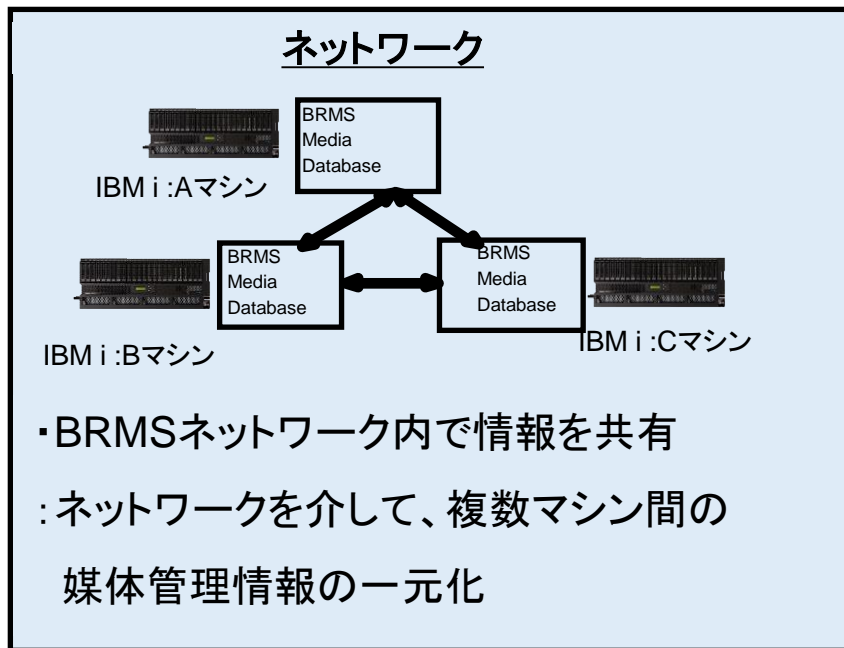 ネットワーク
BRMS
Media
Database
IBM i :Aマシン
BRMS
Media
Database
BRMS
Media
Database
IBM i :Bマシン
IBM i :Cマシン
・BRMSネットワーク内で情報を共有
:ネットワークを介して、複数マシン間の
媒体管理情報の一元化